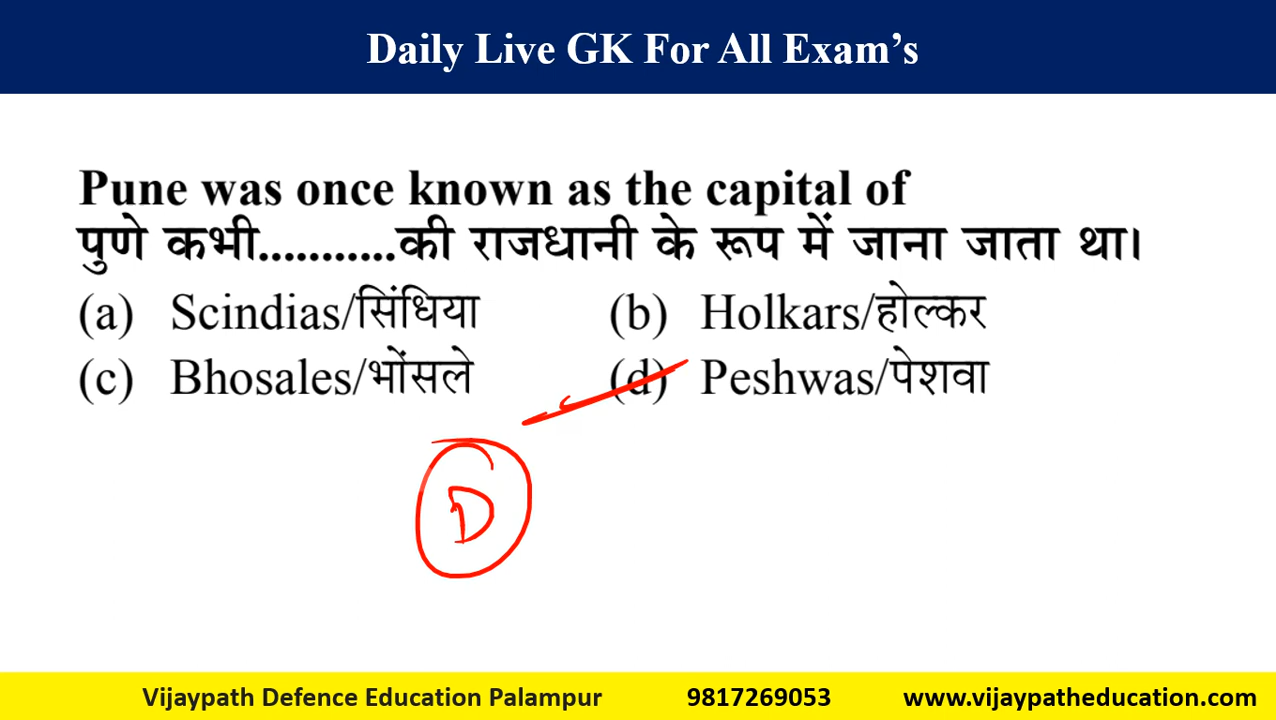 Daily Live GK For All Exam’s
Pune was once known as the capital of
पुणे कभी...........की राजधानी के रूप में जाना जाता था।
(a) Scindias/सिंधिया (b) Holkars/होल्कर
(c) Bhosales/भोंसले (d) Peshwas/पेशवा
D
Vijaypath Defence Education Palampur 9817269053 www.vijaypatheducation.com